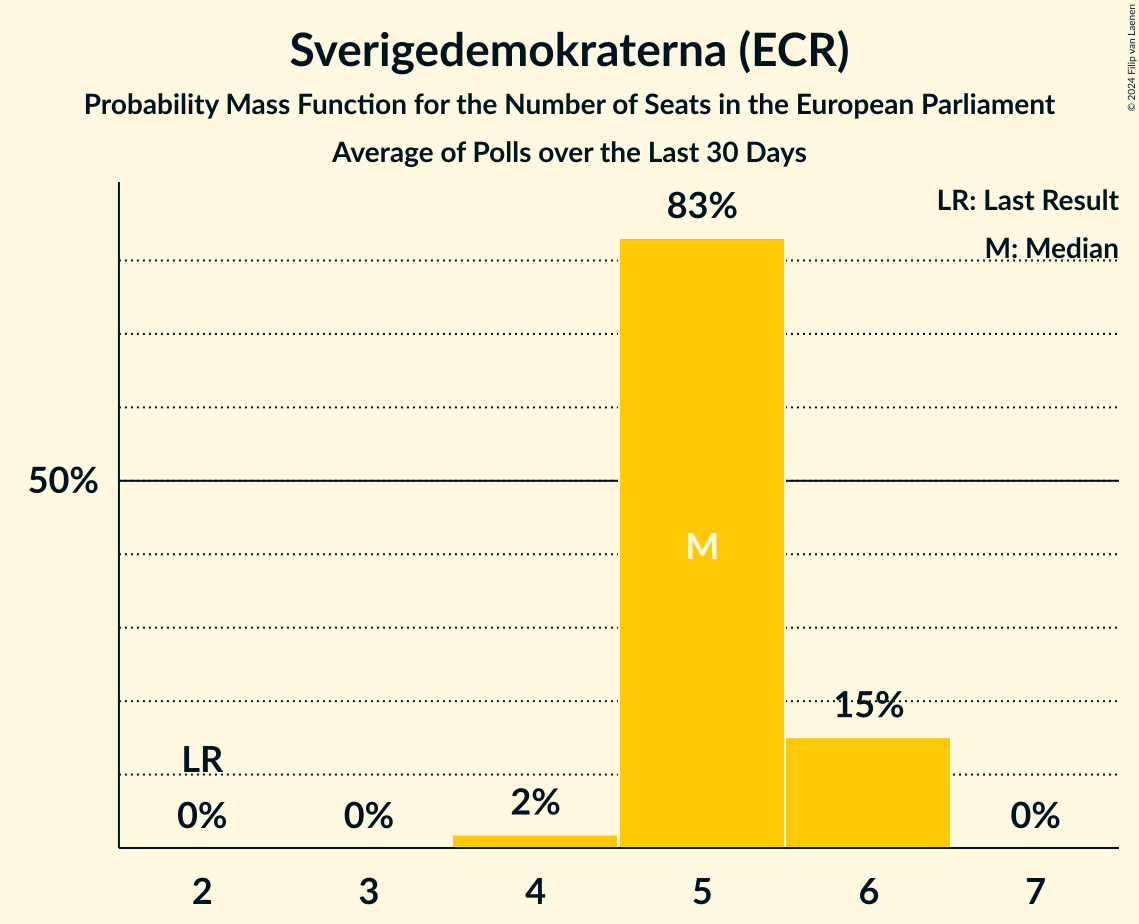 Sverigedemokraterna (ECR)
Probability Mass Function for the Number of Seats in the European Parliament
Average of Polls over the Last 30 Days
© 2024 Filip van Laenen
LR: Last Result
M: Median
83%
50%
M
15%
LR
0%
0%
2%
0%
2
3
4
5
6
7